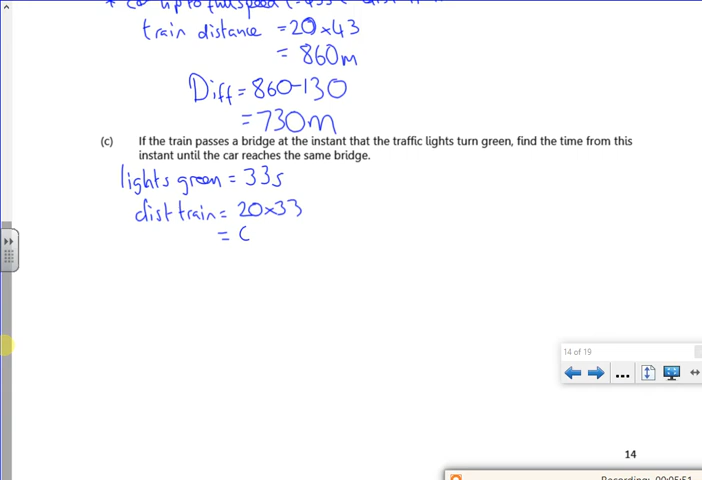 train distance = 20×43
= 860m
Diff = 860-130
= 730m
(c) If the train passes a bridge at the instant that the traffic lights turn green, find the time from this
instant until the car reaches the same bridge.
lights green = 33s
dist train = 20×33
= 
14 of 19
...
14